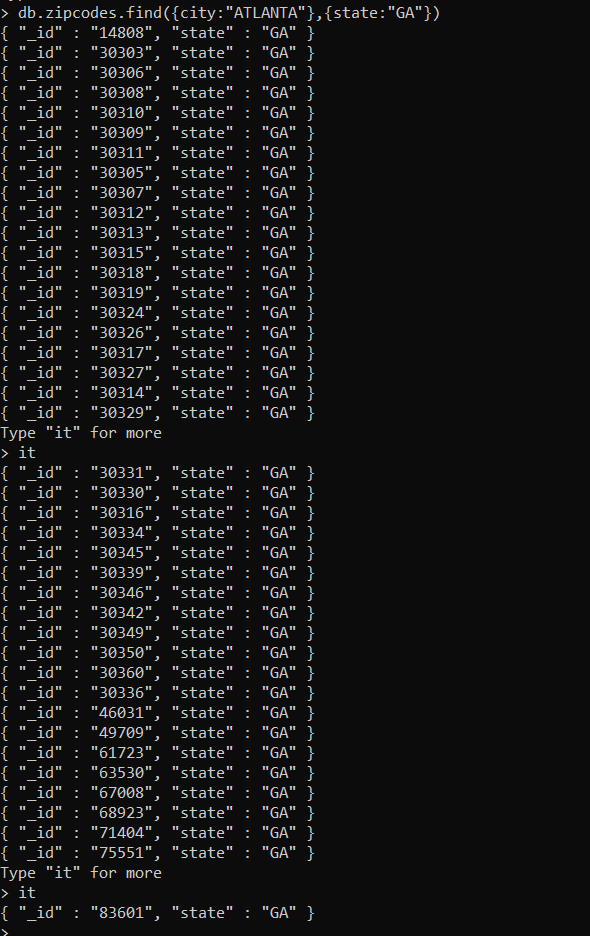 > db.zipcodes.find({city:"ATLANTA"},{state:"GA"})
{ "_id" : "14808", "state" : "GA" }
{ "_id" : "30303", "state" : "GA" }
{ "_id" : "30306", "state" : "GA" }
{ "_id" : "30308", "state" : "GA" }
{ "_id" : "30310", "state" : "GA" }
{ "_id" : "30309", "state" : "GA" }
{ "_id" : "30311", "state" : "GA" }
{ "_id" : "30305", "state" : "GA" }
{ "_id" : "30307", "state" : "GA" }
{ "_id" : "30312", "state" : "GA" }
{ "_id" : "30313", "state" : "GA" }
{ "_id" : "30315", "state" : "GA" }
{ "_id" : "30318", "state" : "GA" }
{ "_id" : "30319", "state" : "GA" }
{ "_id" : "30324", "state" : "GA" }
{ "_id" : "30326", "state" : "GA" }
{ "_id" : "30317", "state" : "GA" }
{ "_id" : "30327", "state" : "GA" }
{ "_id" : "30314", "state" : "GA" }
{ "_id" : "30329", "state" : "GA" }
Type "it" for more
> it
{ "_id" : "30331", "state" : "GA" }
{ "_id" : "30330", "state" : "GA" }
{ "_id" : "30316", "state" : "GA" }
{ "_id" : "30334", "state" : "GA" }
{ "_id" : "30345", "state" : "GA" }
{ "_id" : "30339", "state" : "GA" }
{ "_id" : "30346", "state" : "GA" }
{ "_id" : "30342", "state" : "GA" }
{ "_id" : "30349", "state" : "GA" }
{ "_id" : "30350", "state" : "GA" }
{ "_id" : "30360", "state" : "GA" }
{ "_id" : "30336", "state" : "GA" }
{ "_id" : "46031", "state" : "GA" }
{ "_id" : "49709", "state" : "GA" }
{ "_id" : "61723", "state" : "GA" }
{ "_id" : "63530", "state" : "GA" }
{ "_id" : "67008", "state" : "GA" }
{ "_id" : "68923", "state" : "GA" }
{ "_id" : "71404", "state" : "GA" }
{ "_id" : "75551", "state" : "GA" }
Type "it" for more
> it
{ "_id" : "83601", "state" : "GA" }
>